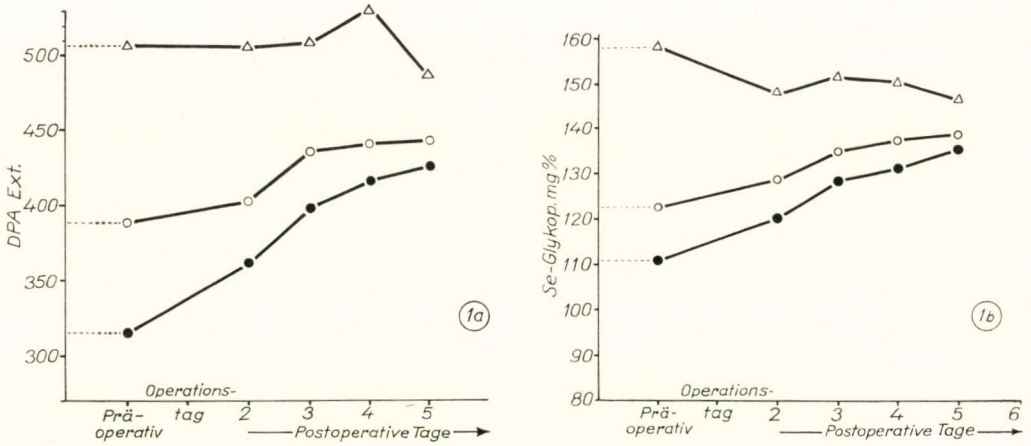 500
450
400
350
300
DPA Ext.
1a
Operations-
Prä- tag 2 3 4 5
operativ Postoperative Tage
160
150
140
130
120
110
100
90
80
Se-Glykop. mg%
1b
Operations-
Prä- tag 2 3 4 5 6
operativ Postoperative Tage